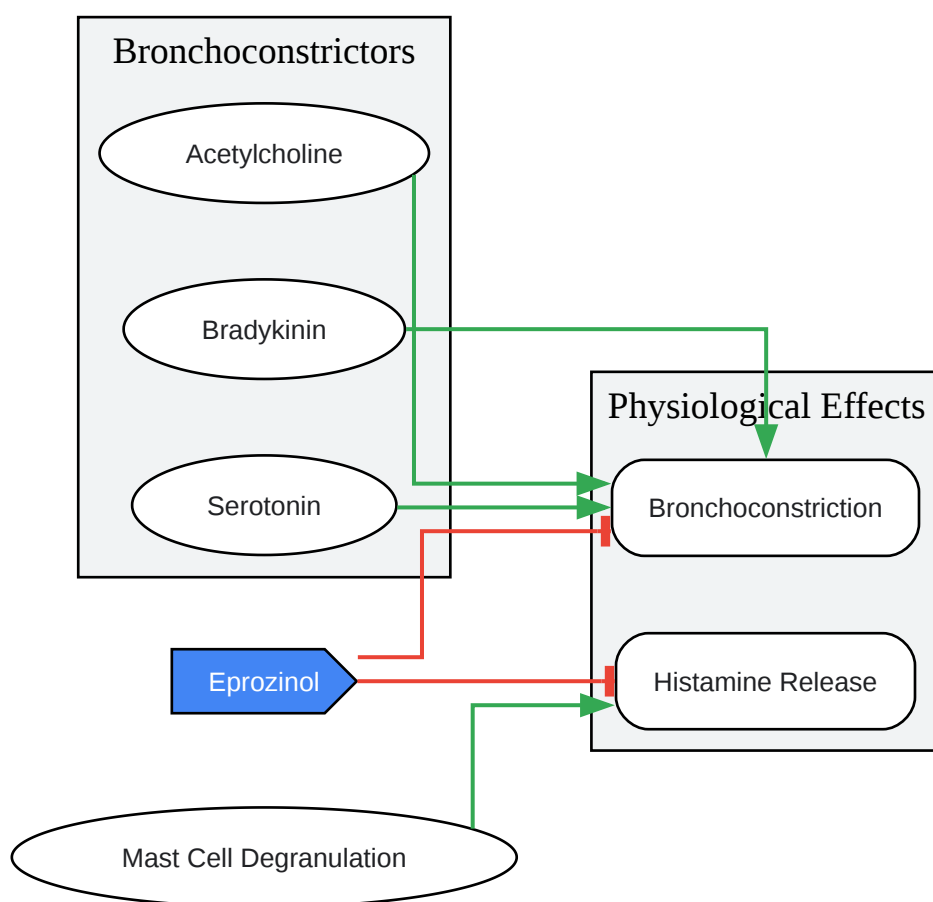 Bronchoconstrictors
Acetylcholine
Bradykinin
Serotonin
Physiological Effects
Bronchoconstriction
Histamine Release
Eprozinol
Mast Cell Degranulation